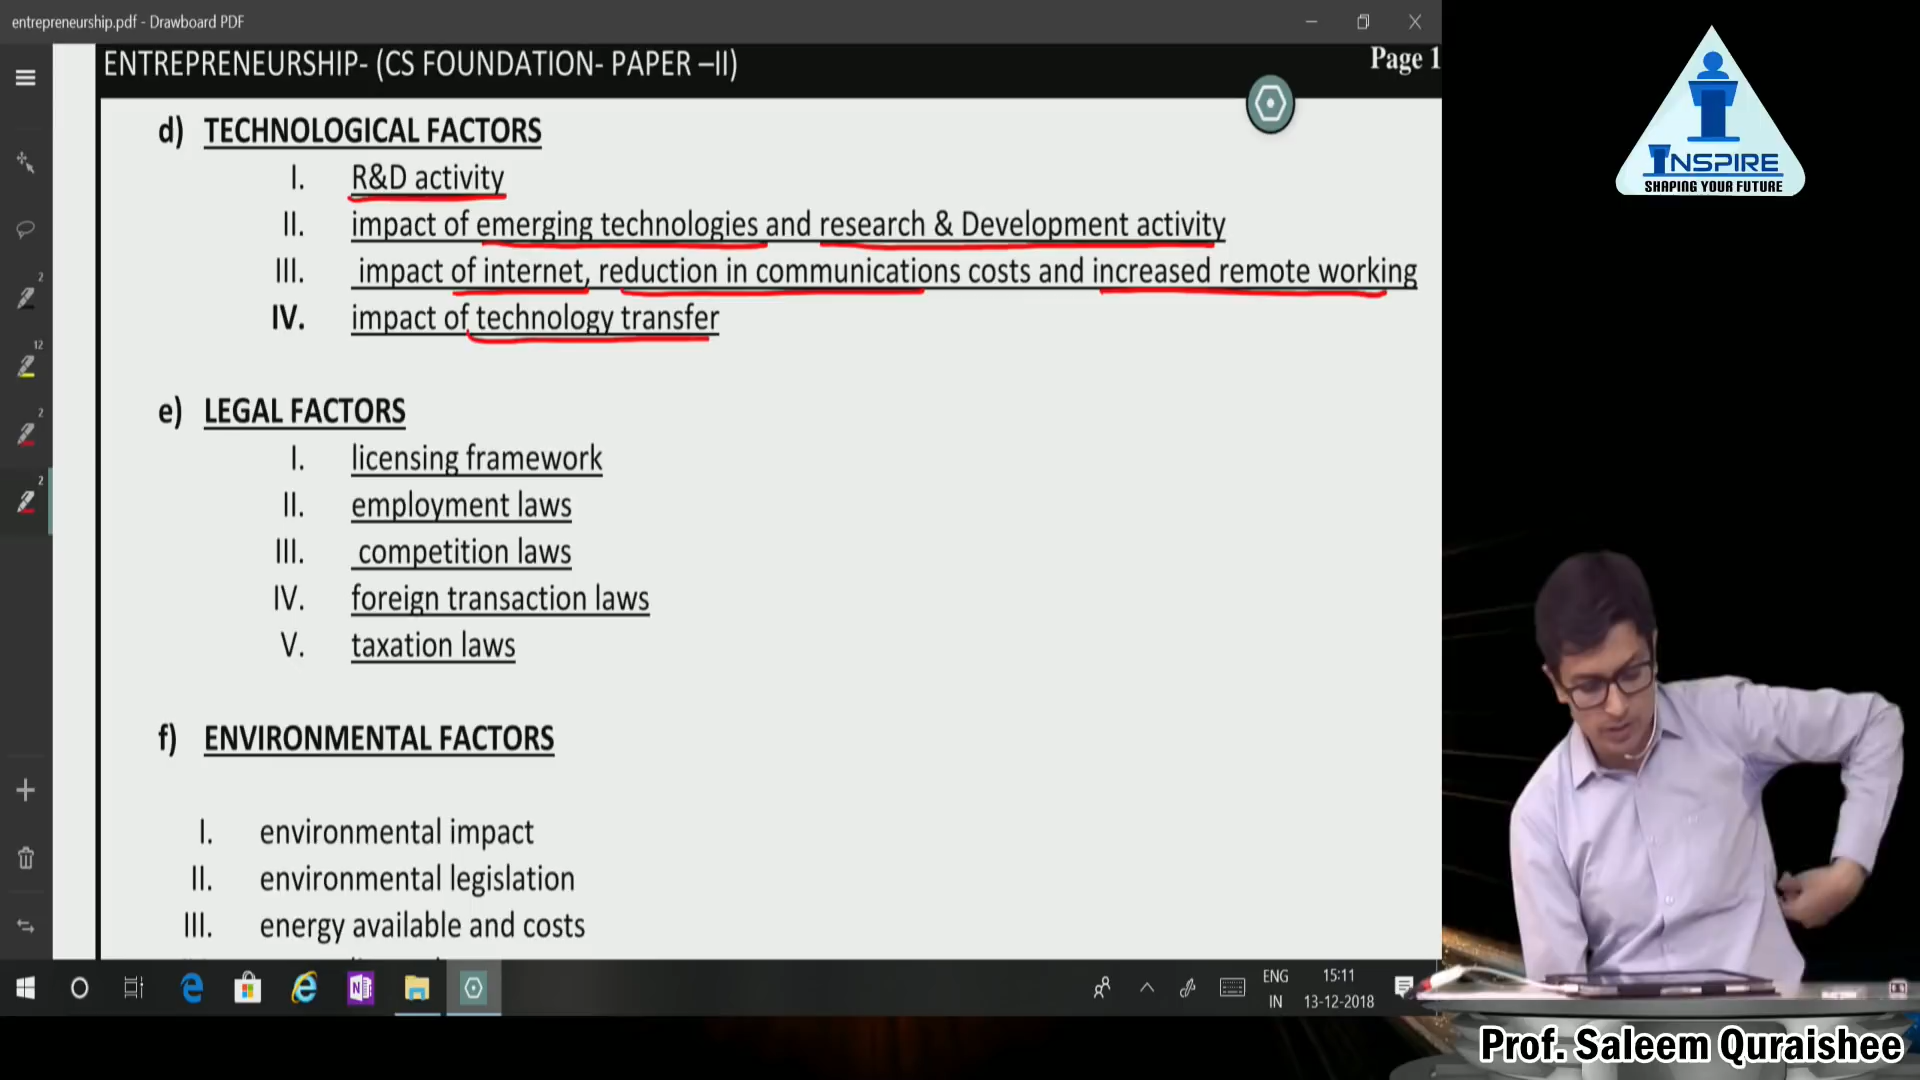 entrepreneurship.pdf - Drawboard PDF
ENTREPRENEURSHIP- (CS FOUNDATION- PAPER –II)
Page 1
d) TECHNOLOGICAL FACTORS
I. R&D activity
II. impact of emerging technologies and research & Development activity
III. impact of internet, reduction in communications costs and increased remote working
IV. impact of technology transfer
e) LEGAL FACTORS
I. licensing framework
II. employment laws
III. competition laws
IV. foreign transaction laws
V. taxation laws
f) ENVIRONMENTAL FACTORS
I. environmental impact
II. environmental legislation
III. energy available and costs
2
12
2
2
INSPIRE
SHAPING YOUR FUTURE
ENG
IN
15:11
13-12-2018
Prof. Saleem Quraishee